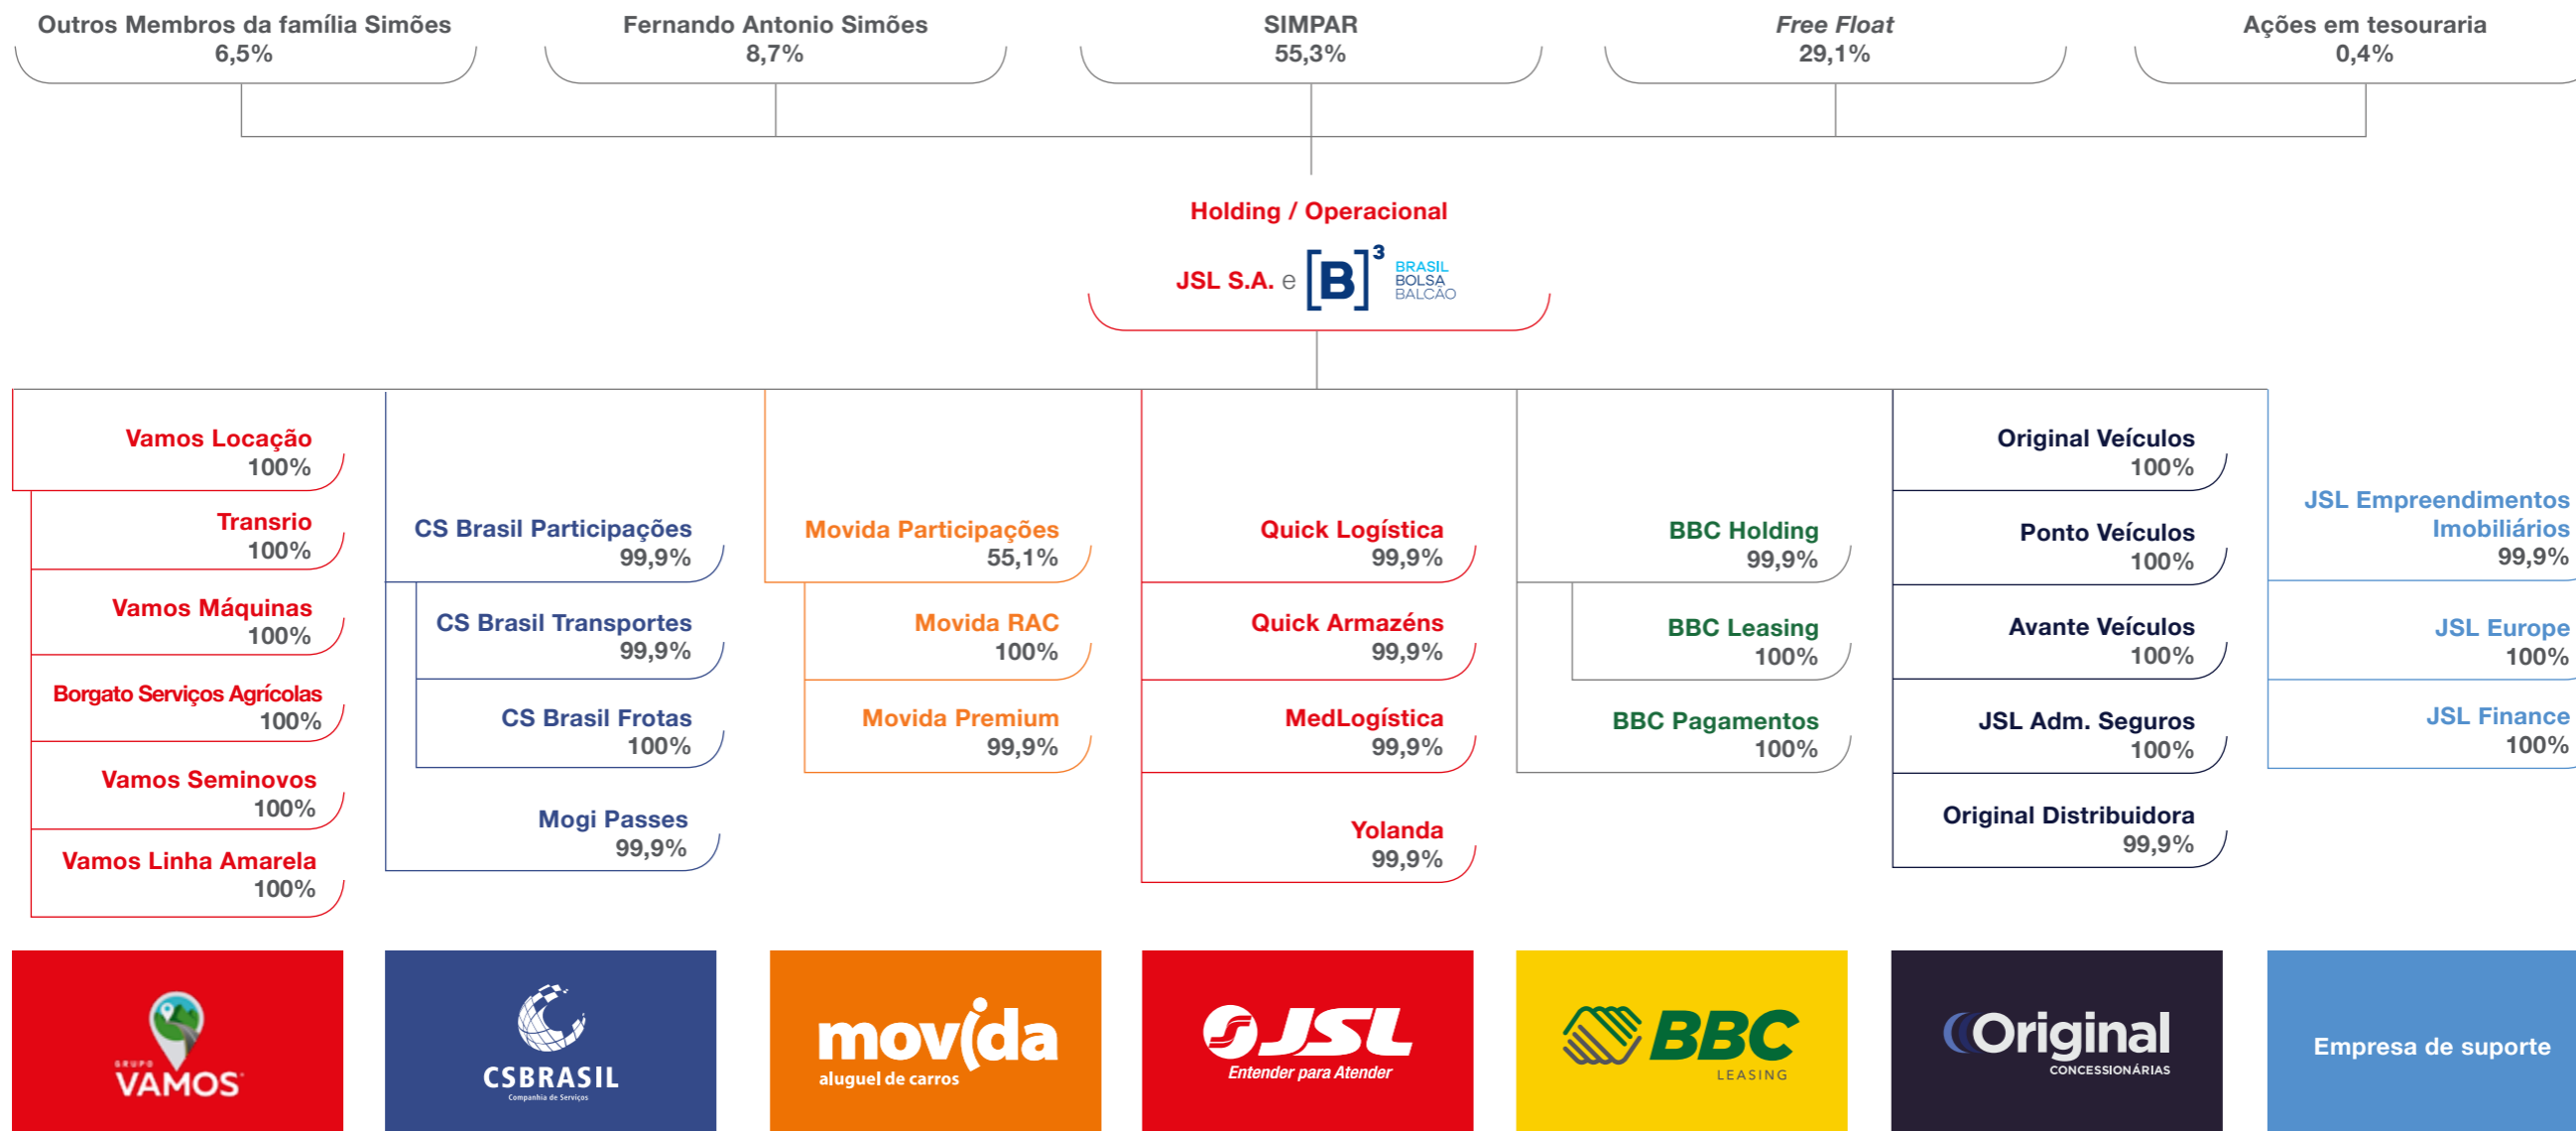 Outros Membros da família Simões
6,5%
Fernando Antonio Simões
8,7%
SIMPAR
55,3%
Free Float
29,1%
Ações em tesouraria
0,4%
Holding / Operacional
JSL S.A. e [B]³ BRASIL
BOLSA
BALCÃO
Vamos Locação
100%
Transrio
100%
Vamos Máquinas
100%
Borgato Serviços Agrícolas
100%
Vamos Seminovos
100%
Vamos Linha Amarela
100%
CS Brasil Participações
99,9%
CS Brasil Transportes
99,9%
CS Brasil Frotas
100%
Mogi Passes
99,9%
Movida Participações
55,1%
Movida RAC
100%
Movida Premium
99,9%
Quick Logística
99,9%
Quick Armazéns
99,9%
MedLogística
99,9%
Yolanda
99,9%
BBC Holding
99,9%
BBC Leasing
100%
BBC Pagamentos
100%
Original Veículos
100%
Ponto Veículos
100%
Avante Veículos
100%
JSL Adm. Seguros
100%
Original Distribuidora
99,9%
JSL Empreendimentos
Imobiliários
99,9%
JSL Europe
100%
JSL Finance
100%
GRUPO
VAMOS
CSBRASIL
Companhia de Serviços
movida
aluguel de carros
JSL
Entender para Atender
BBC
LEASING
Original
CONCESSIONÁRIAS
Empresa de suporte